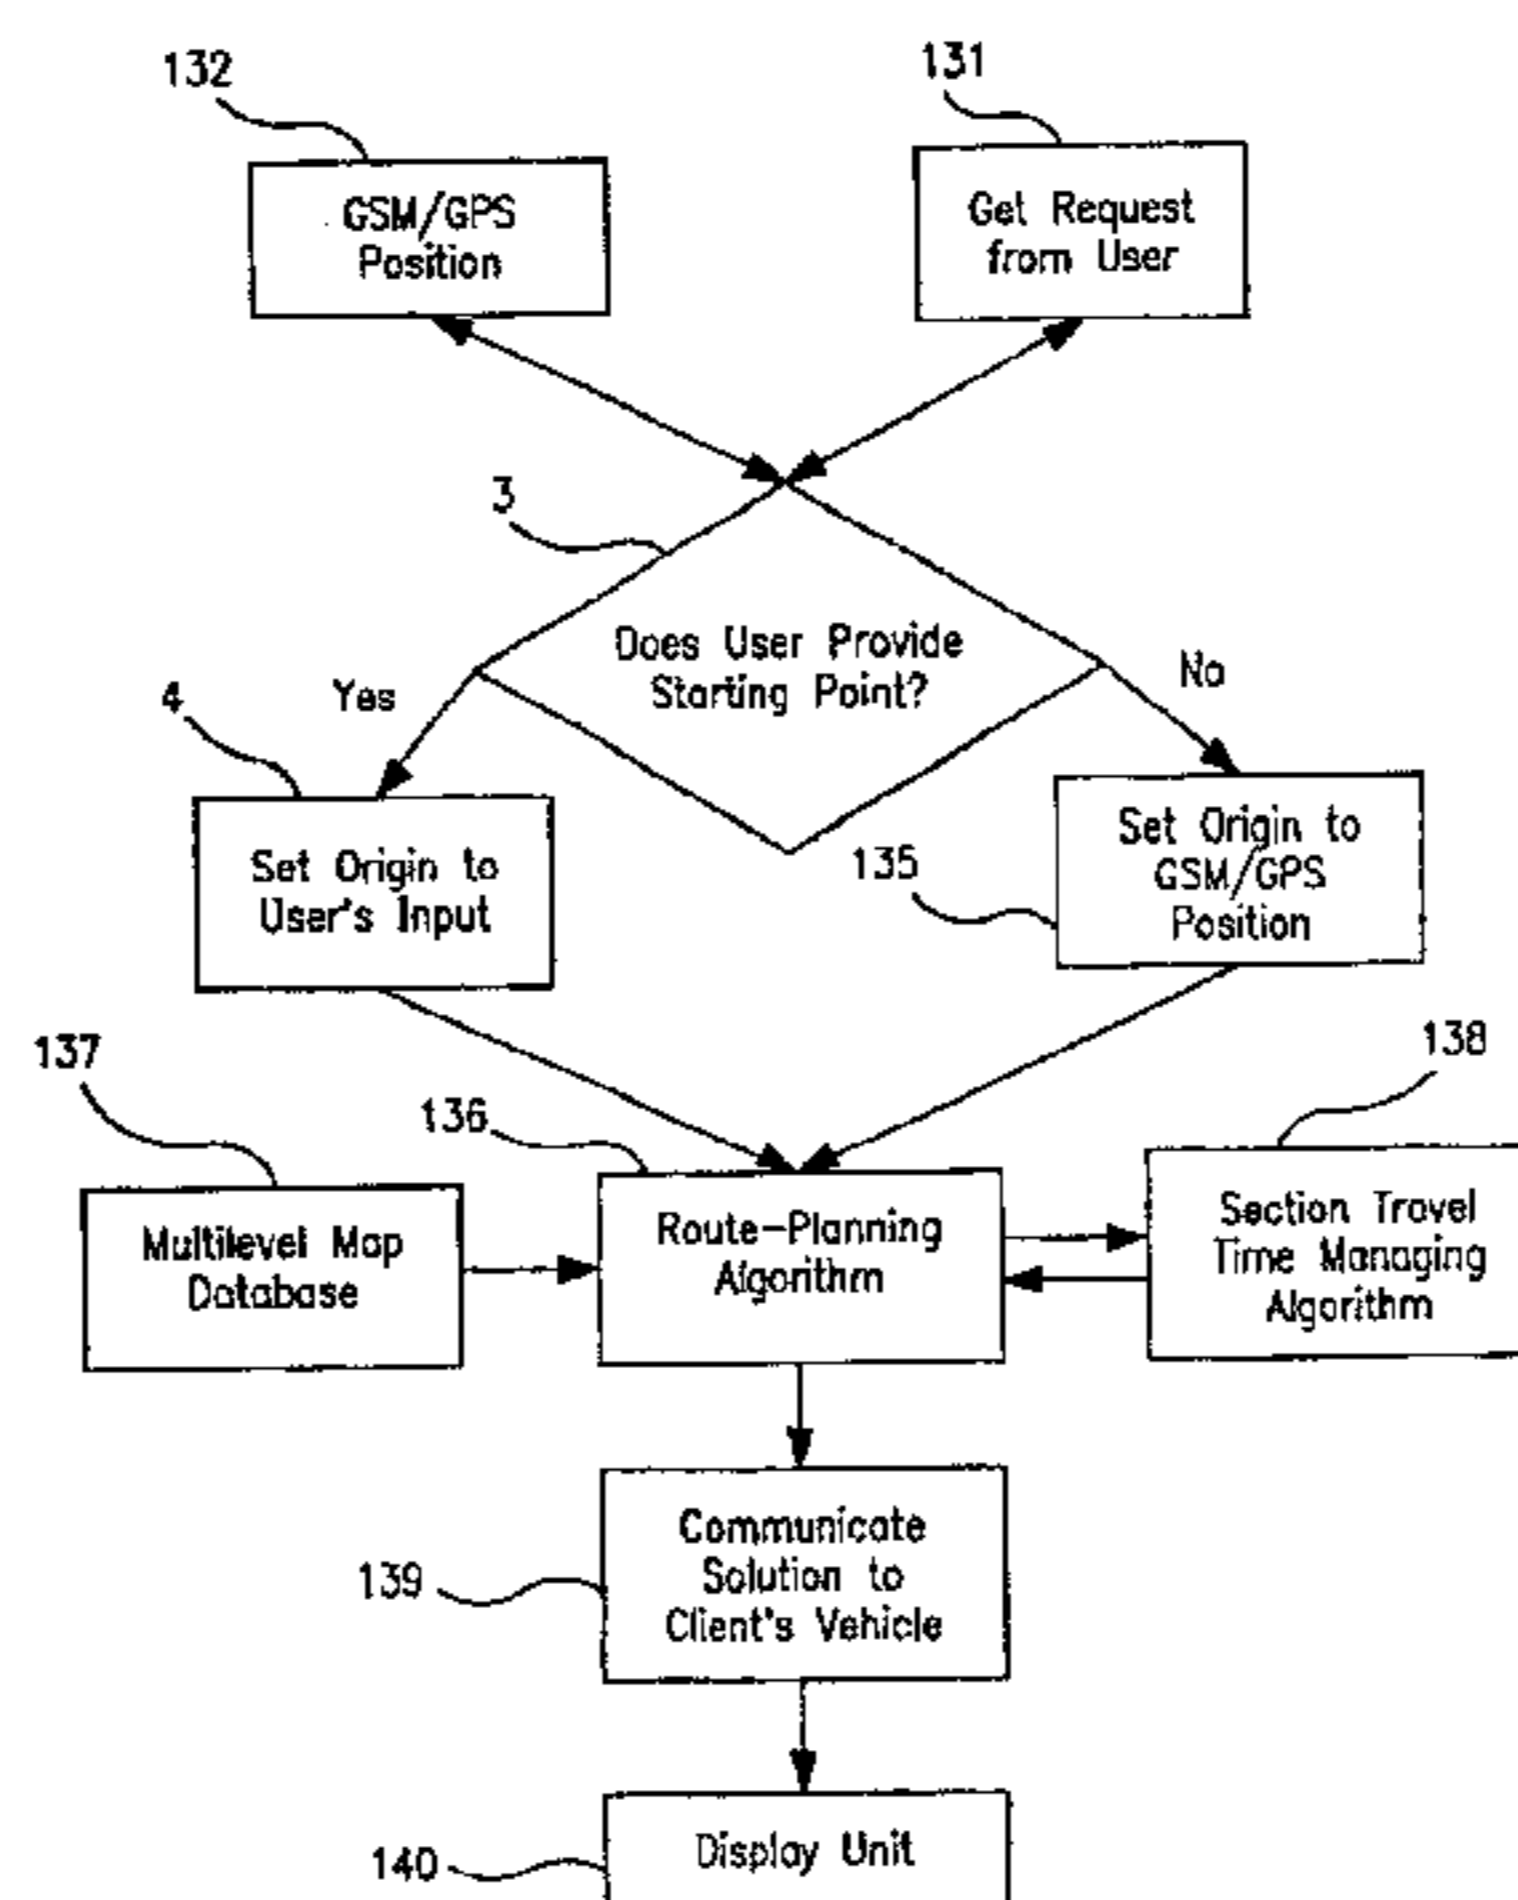 132
131
GSM/GPS
Position
Get Request
from User
3
Does User Provide
Starting Point?
Yes
No
4
Set Origin to
User's Input
135
Set Origin to
GSM/GPS
Position
137
136
138
Multilevel Map
Database
Route-Planning
Algorithm
Section Travel
Time Managing
Algorithm
139
Communicate
Solution to
Client's Vehicle
140
Display Unit